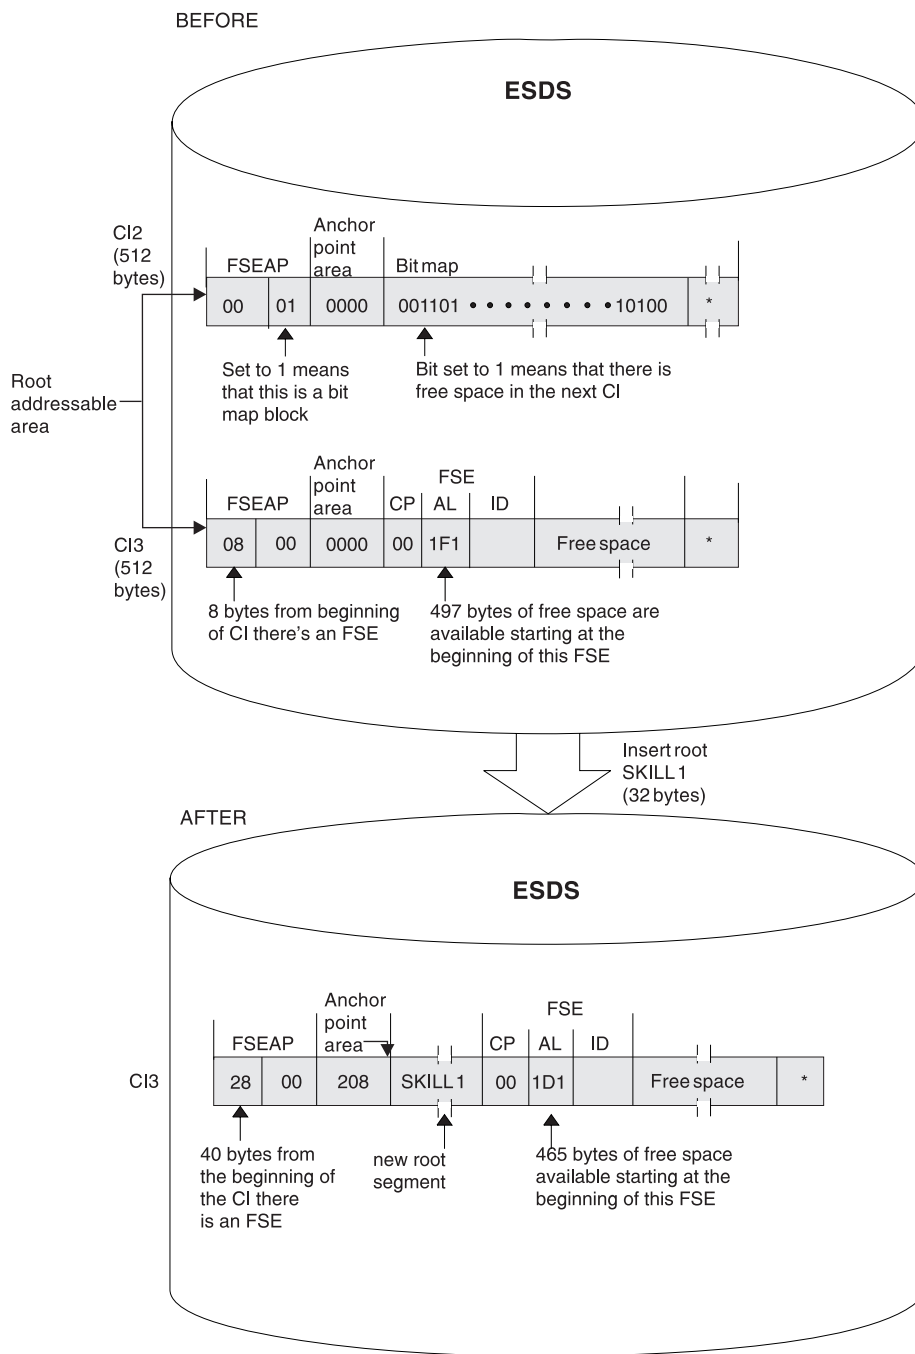 BEFORE
ESDS
CI2
(512
bytes)
FSEAP
Anchor
point
area
Bit map
00
01
0000
001101 • • • • • • • • 10100
*
Set to 1 means
that this is a bit
map block
Bit set to 1 means that there is
free space in the next CI
Root
addressable
area
CI3
(512
bytes)
FSEAP
Anchor
point
area
FSE
CP
AL
ID
08
00
0000
00
1F1
Free space
*
8 bytes from beginning
of CI there's an FSE
497 bytes of free space are
available starting at the
beginning of this FSE
Insert root
SKILL1
(32 bytes)
AFTER
ESDS
CI3
FSEAP
Anchor
point
area
FSE
CP
AL
ID
28
00
208
SKILL1
00
1D1
Free space
*
40 bytes from
the beginning of
the CI there
is an FSE
new root
segment
465 bytes of free space
available starting at the
beginning of this FSE